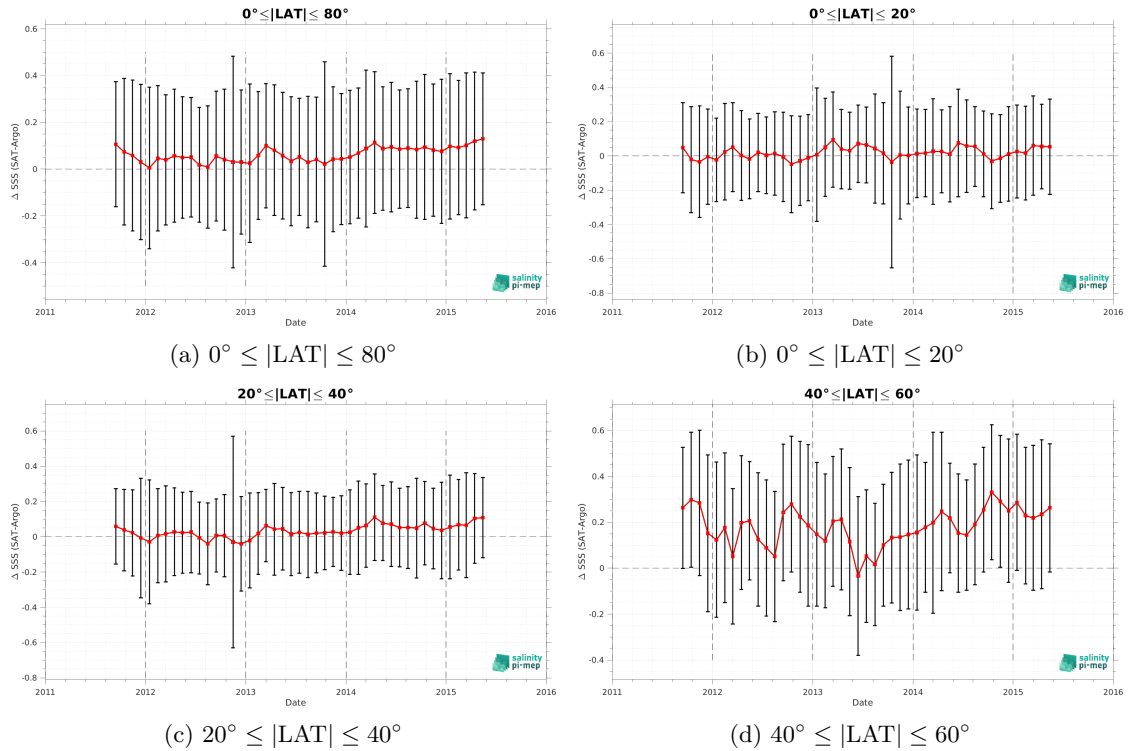 0°≤|LAT|≤ 80°
0.6
0.4
0.2
0
-0.2
-0.4
Δ SSS (SAT-Argo)
salinity
pi-mep
2011 2012 2013 2014 2015 2016
Date
(a) 0° ≤ |LAT| ≤ 80°
0°≤|LAT|≤ 20°
0.8
0.6
0.4
0.2
0
-0.2
-0.4
-0.6
-0.8
Δ SSS (SAT-Argo)
salinity
pi-mep
2011 2012 2013 2014 2015 2016
Date
(b) 0° ≤ |LAT| ≤ 20°
20°≤|LAT|≤ 40°
0.6
0.4
0.2
0
-0.2
-0.4
-0.6
-0.8
Δ SSS (SAT-Argo)
salinity
pi-mep
2011 2012 2013 2014 2015 2016
Date
(c) 20° ≤ |LAT| ≤ 40°
40°≤|LAT|≤ 60°
0.6
0.4
0.2
0
-0.2
-0.4
Δ SSS (SAT-Argo)
salinity
pi-mep
2011 2012 2013 2014 2015 2016
Date
(d) 40° ≤ |LAT| ≤ 60°